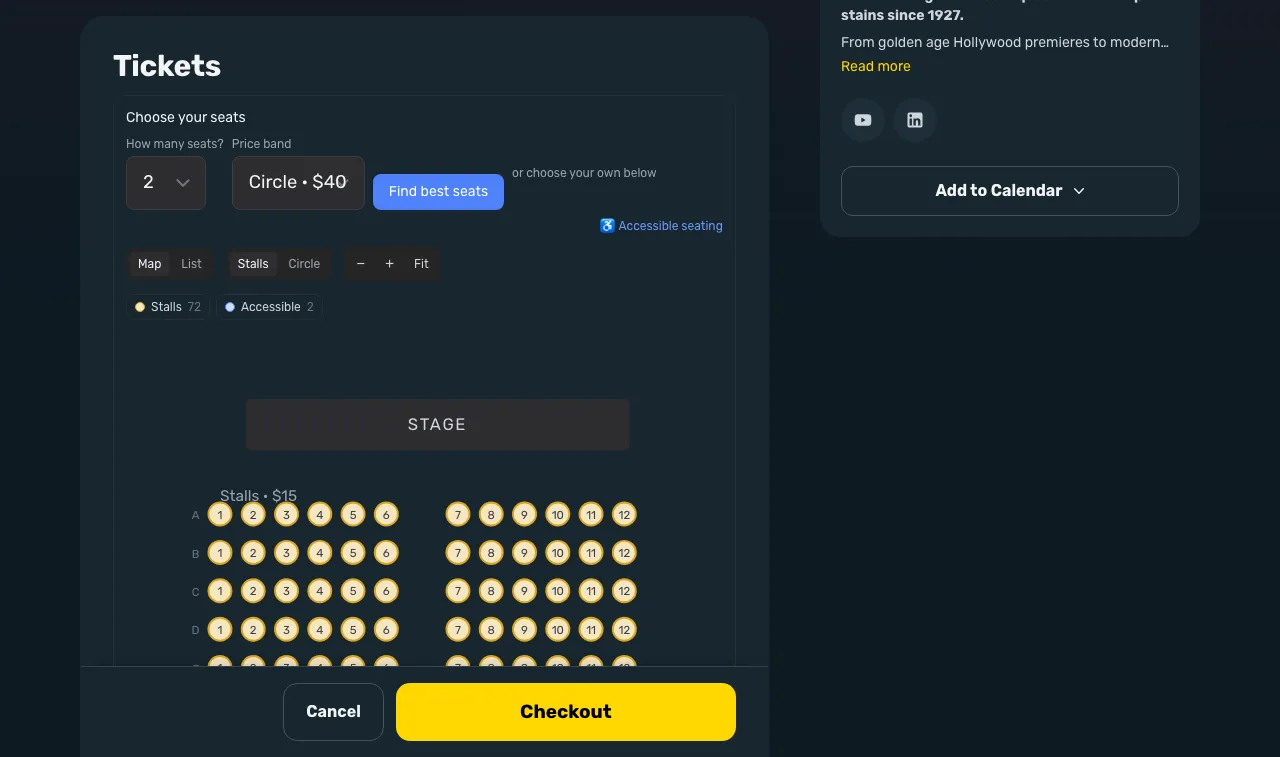 stains since 1927.
From golden age Hollywood premieres to modern…
Read more
Add to Calendar
Tickets
Choose your seats
How many seats? Price band
2 Circle • $40 Find best seats or choose your own below
♿ Accessible seating
Map List Stalls Circle − + Fit
Stalls 72 Accessible 2
STAGE
Stalls • $15
A 1 2 3 4 5 6 7 8 9 10 11 12
B 1 2 3 4 5 6 7 8 9 10 11 12
C 1 2 3 4 5 6 7 8 9 10 11 12
D 1 2 3 4 5 6 7 8 9 10 11 12
Cancel Checkout